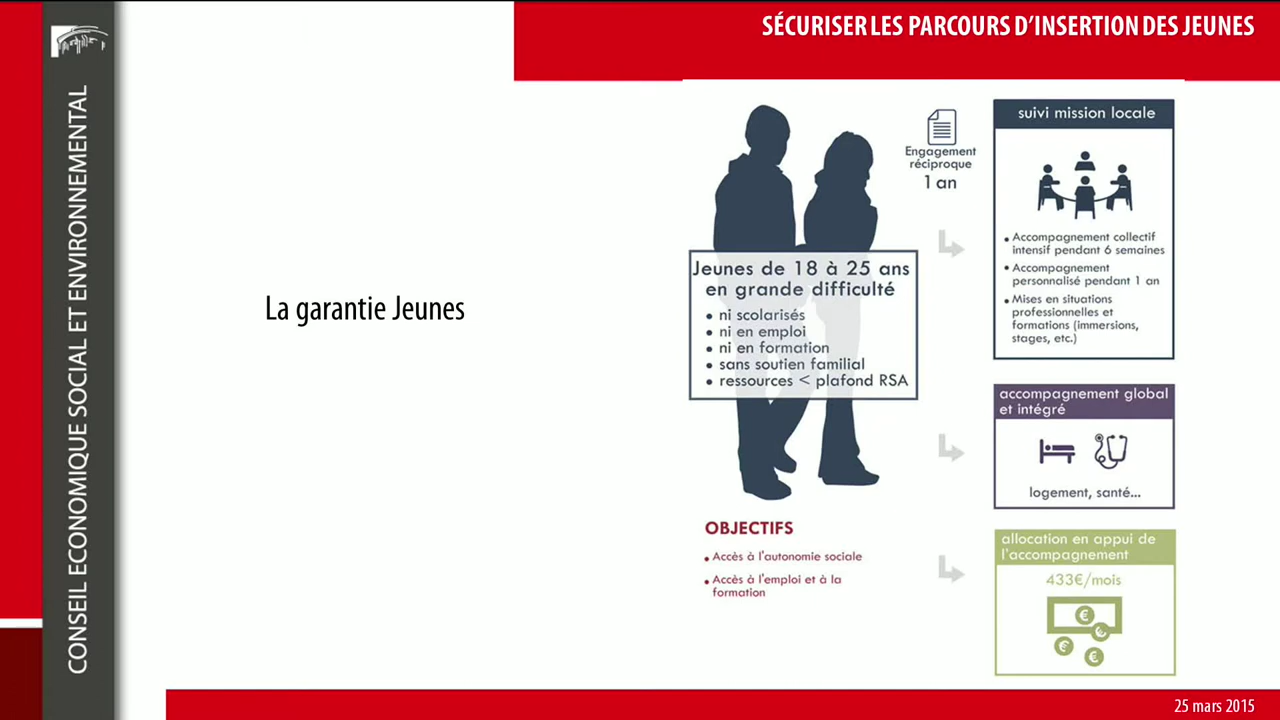 SÉCURISER LES PARCOURS D'INSERTION DES JEUNES
CONSEIL ECONOMIQUE SOCIAL ET ENVIRONNEMENTAL
La garantie Jeunes
Jeunes de 18 à 25 ans
en grande difficulté
• ni scolarisés
• ni en emploi
• ni en formation
• sans soutien familial
• ressources < plafond RSA
OBJECTIFS
• Accès à l'autonomie sociale
• Accès à l'emploi et à la
formation
Engagement
réciproque
1 an
suivi mission locale
• Accompagnement collectif
intensif pendant 6 semaines
• Accompagnement
personnalisé pendant 1 an
• Mises en situations
professionnelles et
formations (immersions,
stages, etc.)
accompagnement global
et intégré
logement, santé...
allocation en appui de
l'accompagnement
433€/mois
€
€
€
€
25 mars 2015